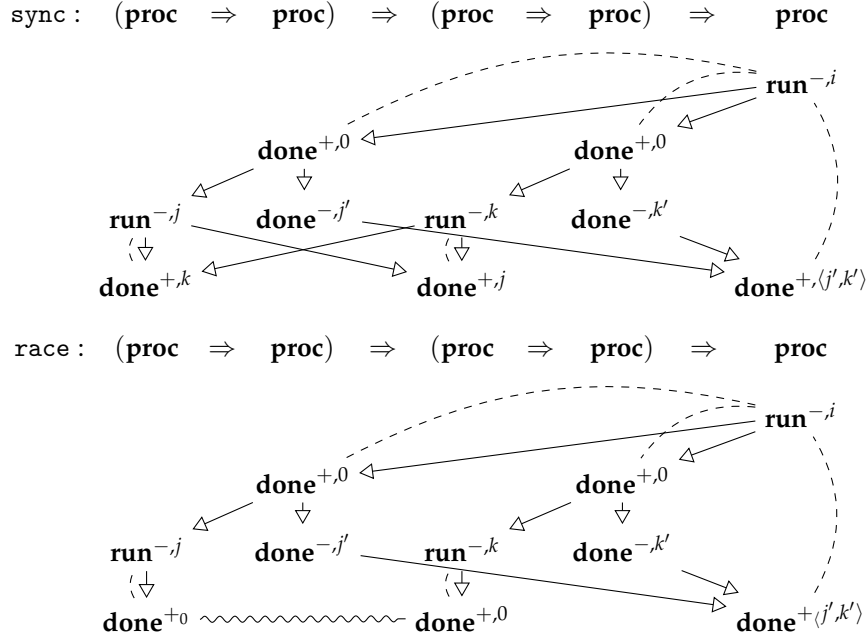 sync : (proc ⇒ proc) ⇒ (proc ⇒ proc) ⇒ proc
run⁻,ⁱ
done⁺,⁰ done⁺,⁰
run⁻,ʲ done⁻,ʲ′ run⁻,ᵏ done⁻,ᵏ′
done⁺,ᵏ done⁺,ʲ done⁺,⟨ʲ′,ᵏ′⟩
race : (proc ⇒ proc) ⇒ (proc ⇒ proc) ⇒ proc
run⁻,ⁱ
done⁺,⁰ done⁺,⁰
run⁻,ʲ done⁻,ʲ′ run⁻,ᵏ done⁻,ᵏ′
done⁺₀ done⁺,⁰ done⁺⟨ʲ′,ᵏ′⟩